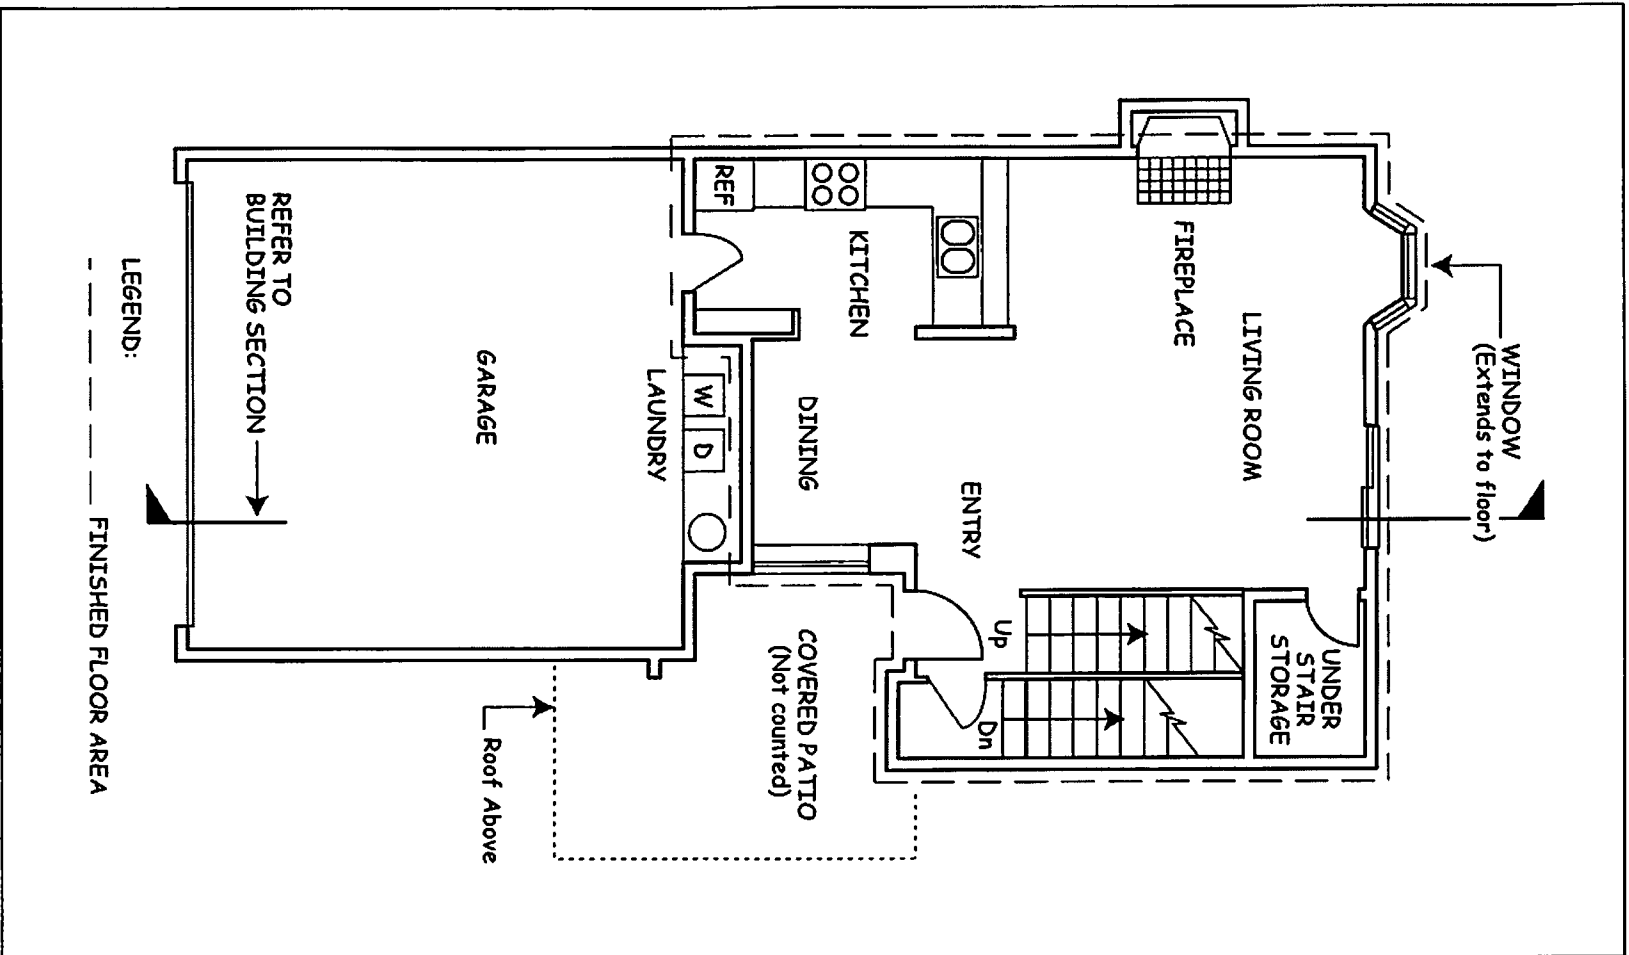 WINDOW
(Extends to floor)
FIREPLACE
LIVING ROOM
UNDER
STAIR
STORAGE
REF
KITCHEN
ENTRY
Up
Dn
DINING
W
D
LAUNDRY
COVERED PATIO
(Not counted)
GARAGE
Roof Above
REFER TO
BUILDING SECTION
LEGEND:
FINISHED FLOOR AREA